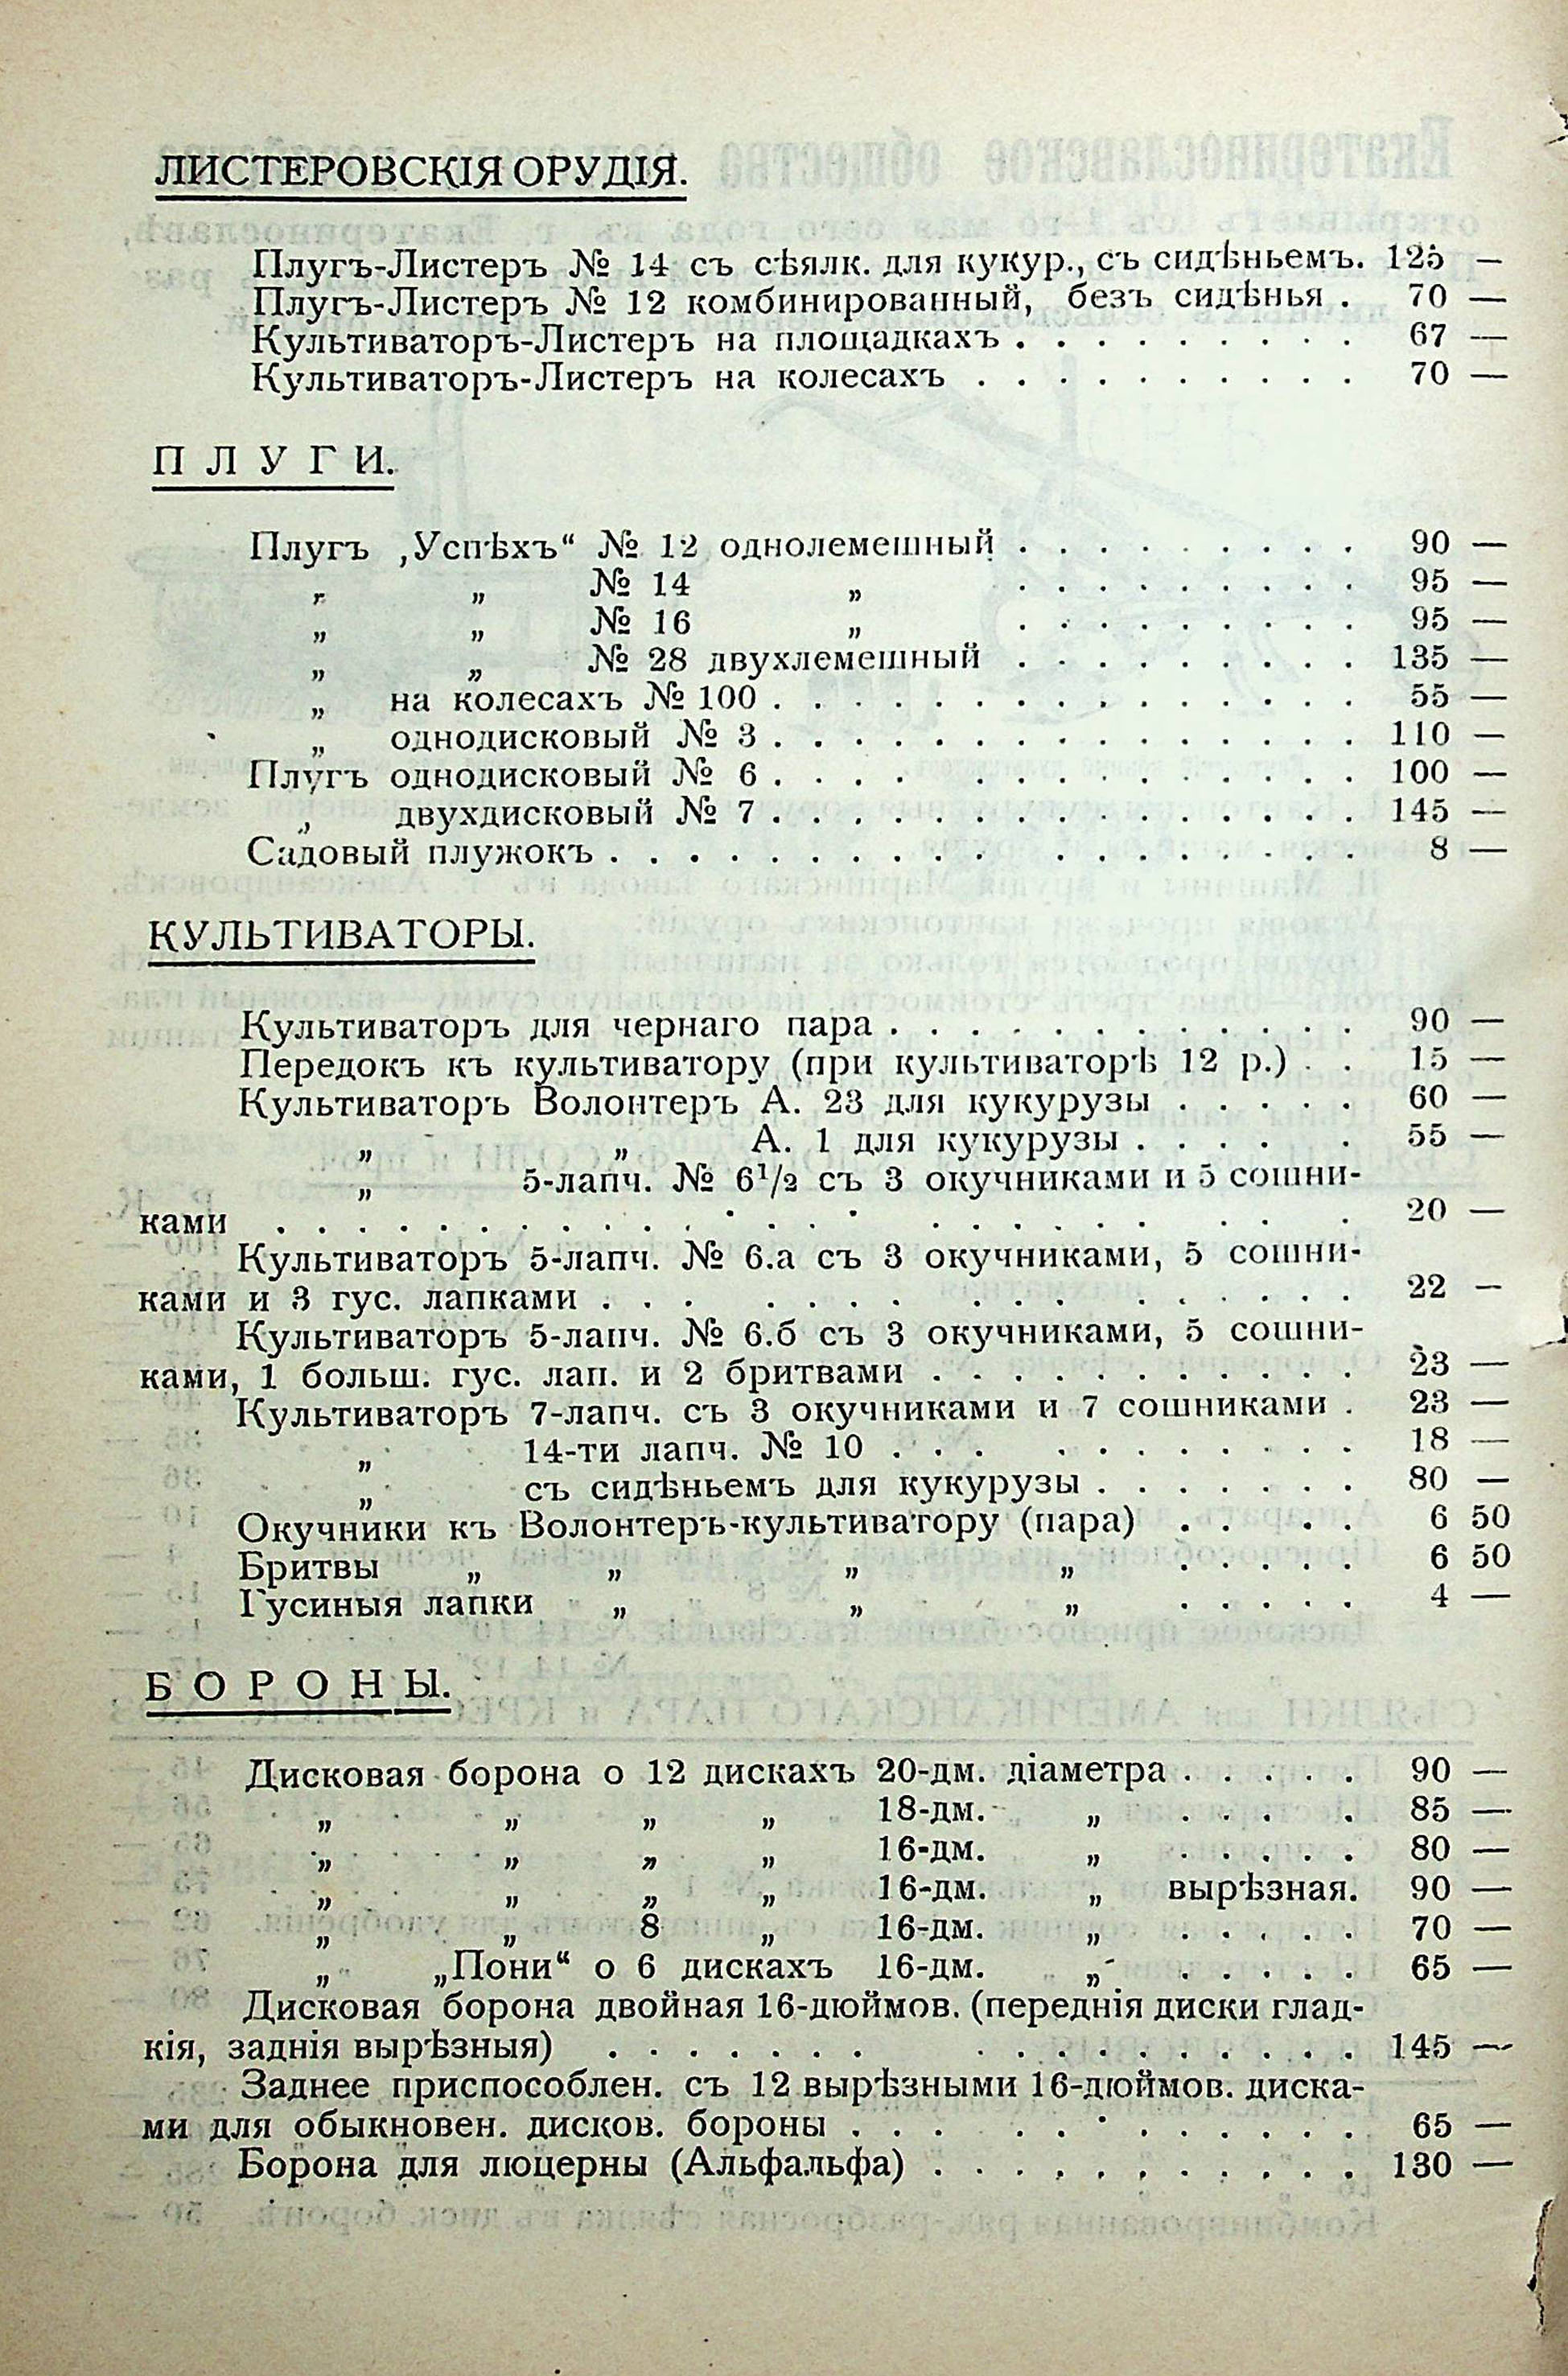 ЛИСТЕРОВСКІЯ ОРУДІЯ.
Плугъ-Листеръ № 14 съ сѣялк. для кукур., съ сидѣньемъ. 125 —
Плугъ-Листеръ № 12 комбинированный, безъ сидѣнья . 70 —
Культиваторъ-Листеръ на площадкахъ . . . . . . . . . 67 —
Культиваторъ-Листеръ на колесахъ . . . . . . . . . . 70 —
ПЛУГИ.
Плугъ „Успѣхъ“ № 12 однолемешный . . . . . . . . . 90 —
„ „ № 14 „ . . . . . . . . . 95 —
„ „ № 16 „ . . . . . . . . . 95 —
„ „ № 28 двухлемешный . . . . . . . . . 135 —
„ на колесахъ № 100 . . . . . . . . . . . . . . . 55 —
„ однодисковый № 3 . . . . . . . . . . . . . . . 110 —
Плугъ однодисковый № 6 . . . . . . . . . . . . . . 100 —
„ двухдисковый № 7 . . . . . . . . . . . . . . . 145 —
Садовый плужокъ . . . . . . . . . . . . . . . . . . 8 —
КУЛЬТИВАТОРЫ.
Культиваторъ для чернаго пара . . . . . . . . . . . . 90 —
Передокъ къ культиватору (при культиваторѣ 12 р.) . . 15 —
Культиваторъ Волонтеръ А. 23 для кукурузы . . . . . 60 —
„ „ А. 1 для кукурузы . . . . . 55 —
„ 5-лапч. № 6¹/₂ съ 3 окучниками и 5 сошни-
ками . . . . . . . . . . . . . . . . . . . . . . . . 20 —
Культиваторъ 5-лапч. № 6.а съ 3 окучниками, 5 сошни-
ками и 3 гус. лапками . . . . . . . . . . . . . . . . 22 —
Культиваторъ 5-лапч. № 6.б съ 3 окучниками, 5 сошни-
ками, 1 больш. гус. лап. и 2 бритвами . . . . . . . . . . . 23 —
Культиваторъ 7-лапч. съ 3 окучниками и 7 сошниками . 23 —
„ 14-ти лапч. № 10 . . . . . . . . . . . 18 —
„ съ сидѣньемъ для кукурузы . . . . . . . 80 —
Окучники къ Волонтеръ-культиватору (пара) . . . . 6 50
Бритвы „ „ „ „ . . . . . 6 50
Гусиныя лапки „ „ „ . . . . . 4 —
БОРОНЫ.
Дисковая борона о 12 дискахъ 20-дм. діаметра . . . . . 90 —
„ „ „ „ 18-дм. „ . . . . . 85 —
„ „ „ „ 16-дм. „ . . . . . 80 —
„ „ „ „ 16-дм. „ вырѣзная. 90 —
„ „ 8 „ 16-дм. „ . . . . . 70 —
„ „Пони“ о 6 дискахъ 16-дм. „ . . . . . 65 —
Дисковая борона двойная 16-дюймов. (переднія диски глад-
кія, заднія вырѣзныя) . . . . . . . . . . . . . . . . . 145 —
Заднее приспособлен. съ 12 вырѣзными 16-дюймов. диска-
ми для обыкновен. дисков. бороны . . . . . . . . . . . 65 —
Борона для люцерны (Альфальфа) . . . . . . . . . . . 130 —